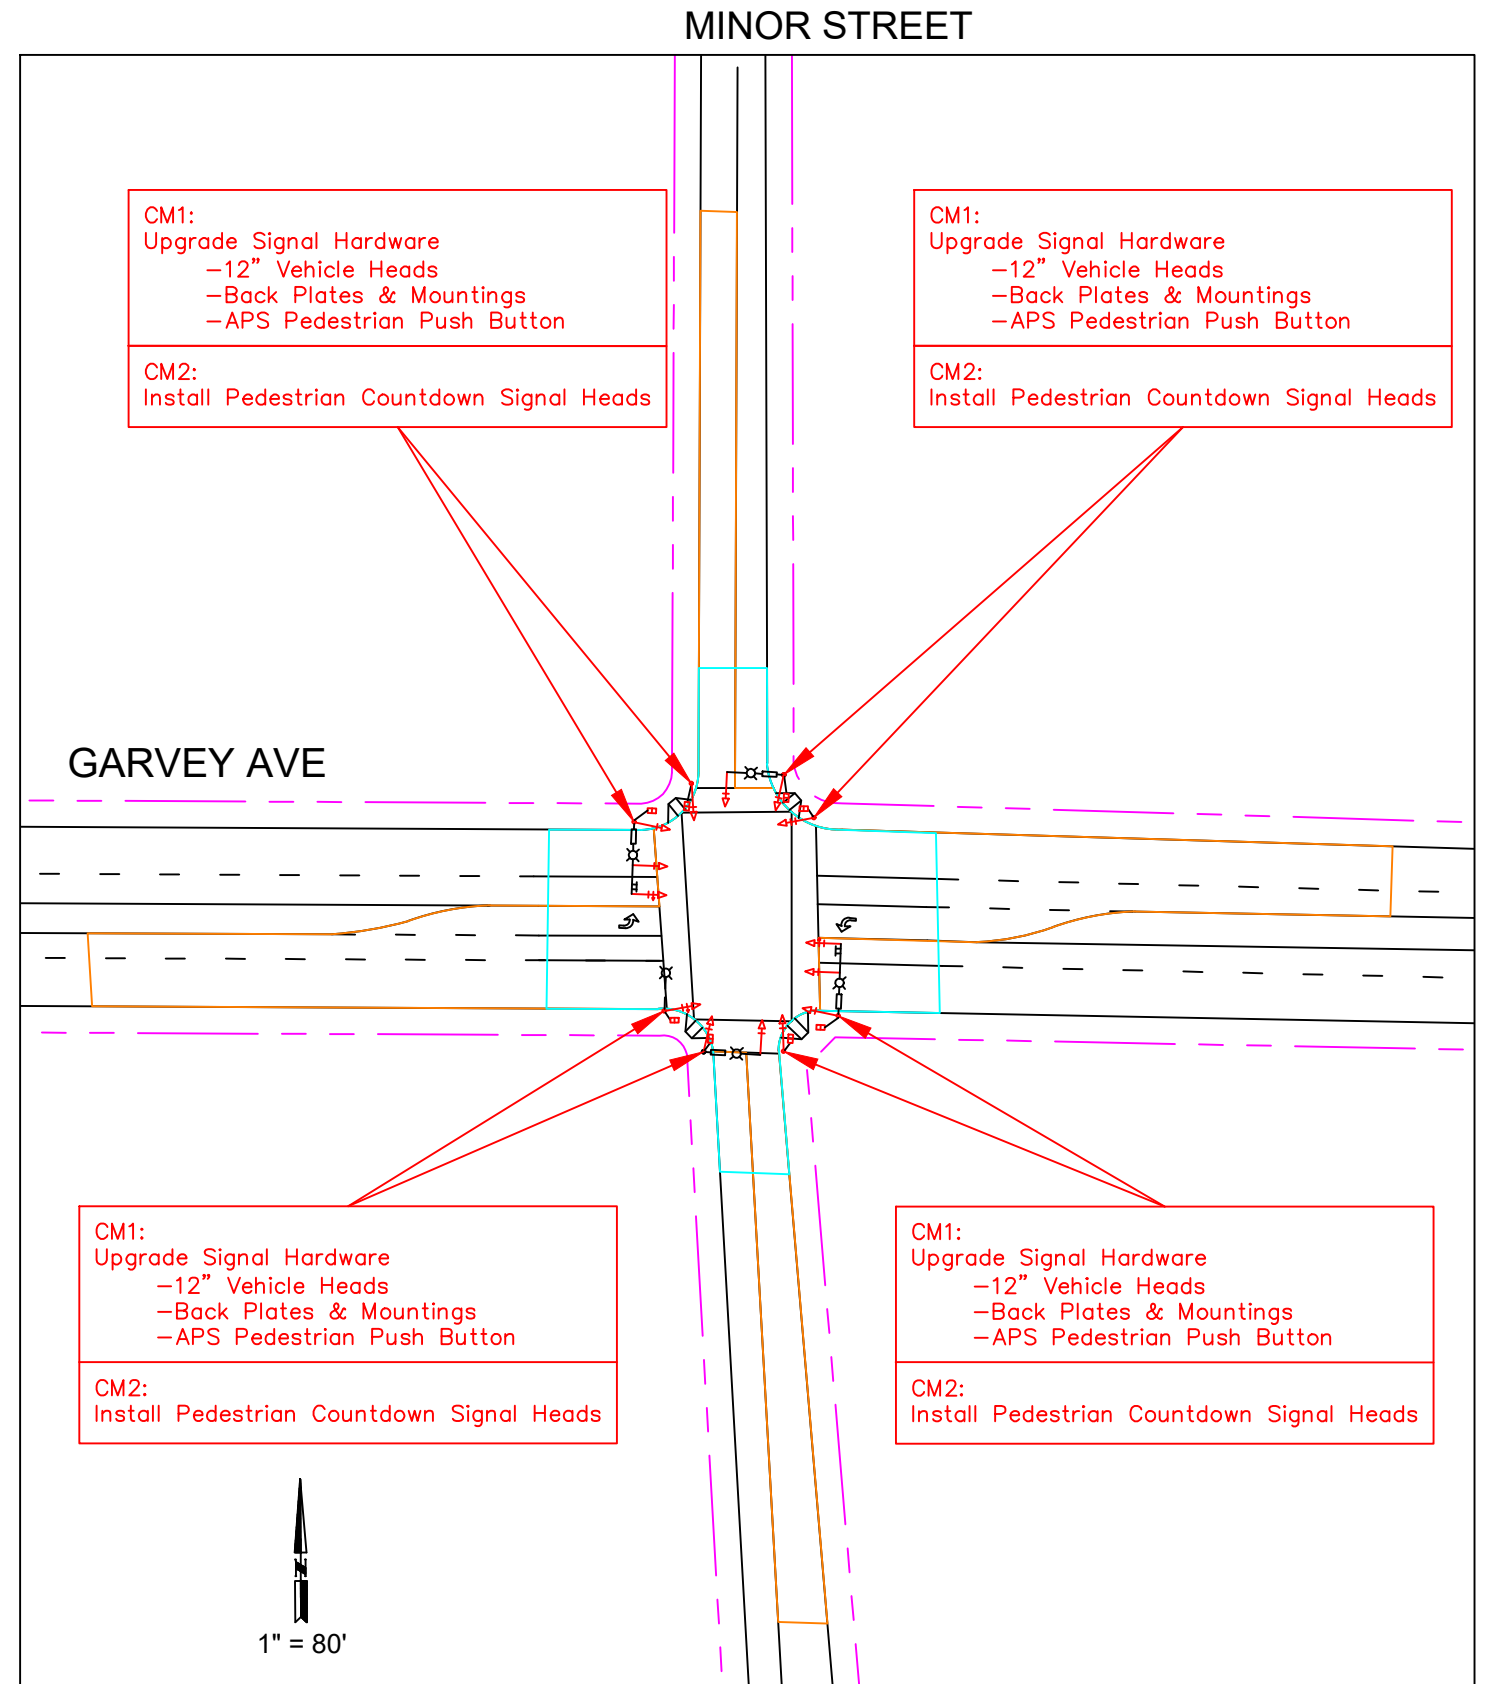 MINOR STREET
CM1:
Upgrade Signal Hardware
-12" Vehicle Heads
-Back Plates & Mountings
-APS Pedestrian Push Button
CM2:
Install Pedestrian Countdown Signal Heads
CM1:
Upgrade Signal Hardware
-12" Vehicle Heads
-Back Plates & Mountings
-APS Pedestrian Push Button
CM2:
Install Pedestrian Countdown Signal Heads
GARVEY AVE
CM1:
Upgrade Signal Hardware
-12" Vehicle Heads
-Back Plates & Mountings
-APS Pedestrian Push Button
CM2:
Install Pedestrian Countdown Signal Heads
CM1:
Upgrade Signal Hardware
-12" Vehicle Heads
-Back Plates & Mountings
-APS Pedestrian Push Button
CM2:
Install Pedestrian Countdown Signal Heads
N
1" = 80'